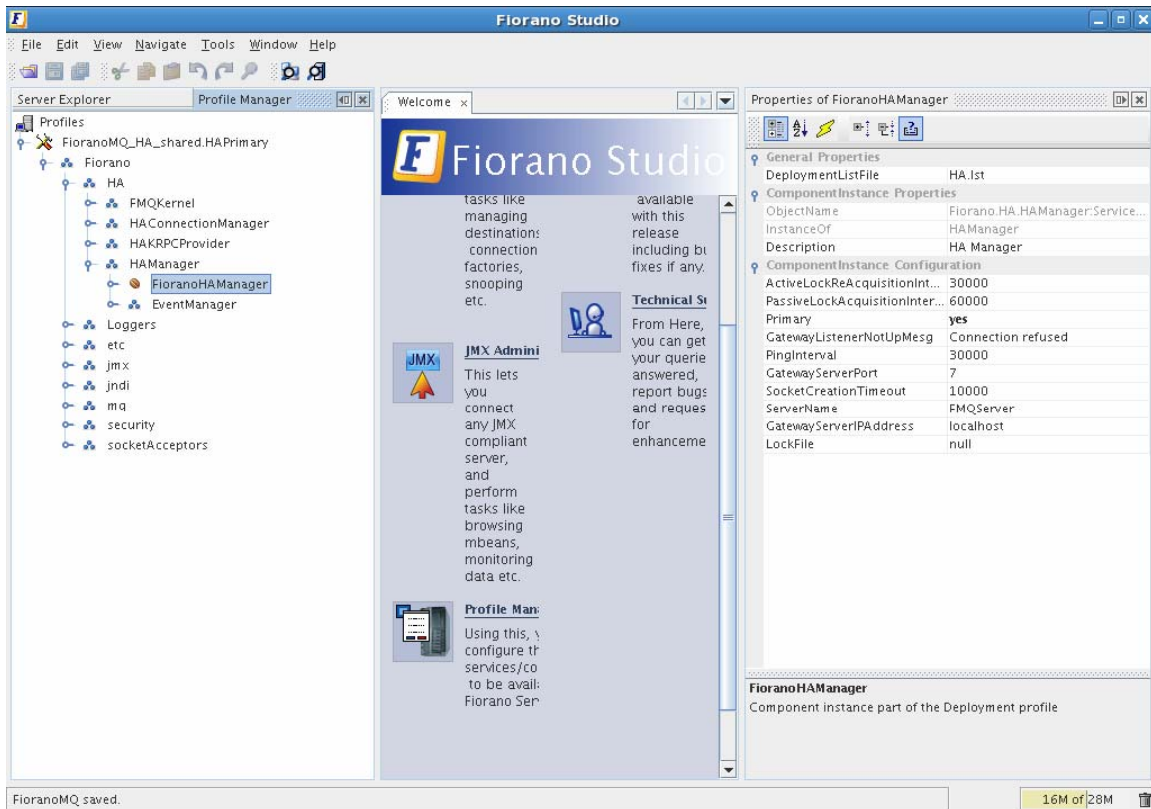 Fiorano Studio
File Edit View Navigate Tools Window Help
Server Explorer
Profile Manager
Profiles
FioranoMQ_HA_shared.HAPrimary
Fiorano
HA
FMQKernel
HAConnectionManager
HAKRPCProvider
HAManager
FioranoHAManager
EventManager
Loggers
etc
jmx
jndi
mq
security
socketAcceptors
Welcome
F Fiorano Studio
tasks like
managing
destinations
connection
factories,
snooping
etc.
available
with this
release
including bu
fixes if any.
Technical Su
From Here,
you can get
your querie
answered,
report bugs
and reques
for
enhanceme
JMX
JMX Admini
This lets
you
connect
any JMX
compliant
server,
and
perform
tasks like
browsing
mbeans,
monitoring
data etc.
Profile Man
Using this, y
configure th
services/co
to be avail
Fiorano Ser
Properties of FioranoHAManager
General Properties
DeploymentListFile HA.lst
ComponentInstance Properties
ObjectName Fiorano.HA.HAManager:Service...
InstanceOf HAManager
Description HA Manager
ComponentInstance Configuration
ActiveLockReAcquisitionInt... 30000
PassiveLockAcquisitionInter... 60000
Primary yes
GatewayListenerNotUpMesg Connection refused
PingInterval 30000
GatewayServerPort 7
SocketCreationTimeout 10000
ServerName FMQServer
GatewayServerIPAddress localhost
LockFile null
FioranoHAManager
Component instance part of the Deployment profile
FioranoMQ saved.
16M of 28M